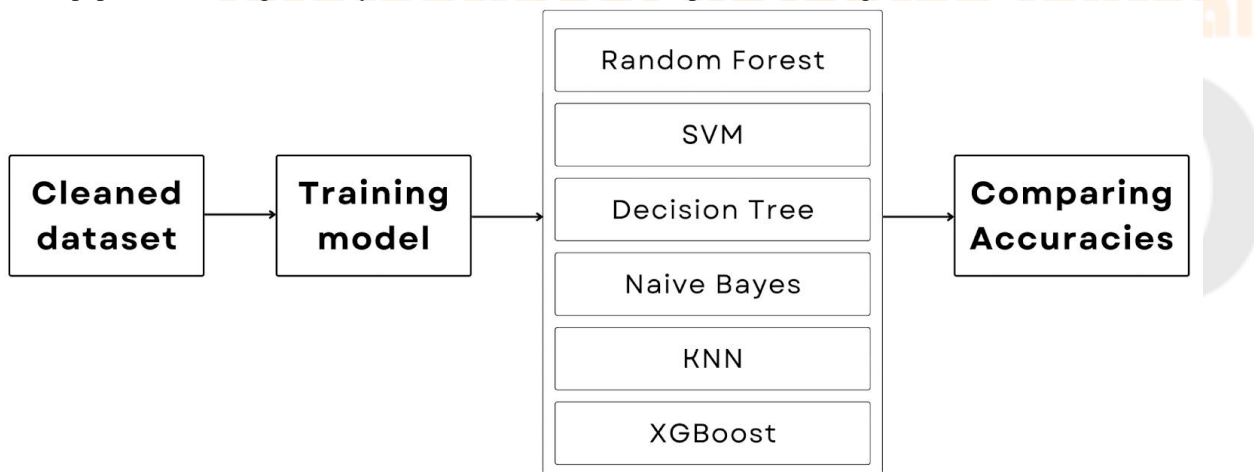 Cleaned
dataset
Training
model
Random Forest
SVM
Decision Tree
Naive Bayes
KNN
XGBoost
Comparing
Accuracies